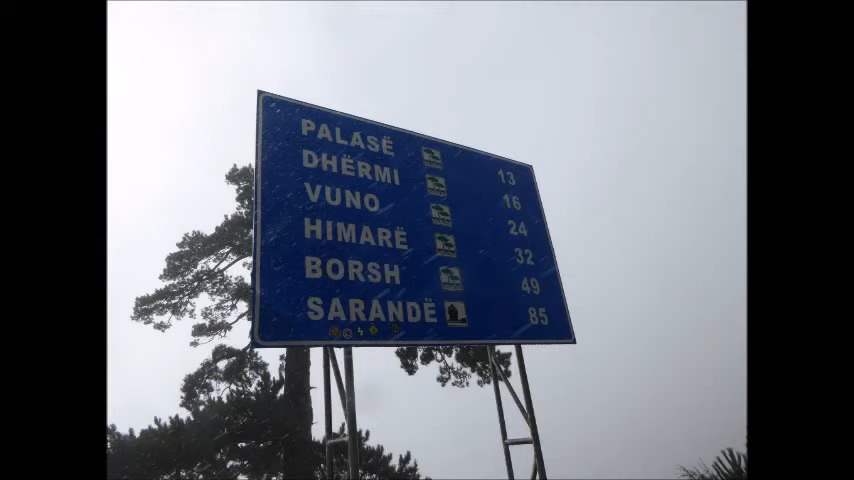 PALASË 13
DHËRMI 16
VUNO 24
HIMARË 32
BORSH 49
SARANDË 85